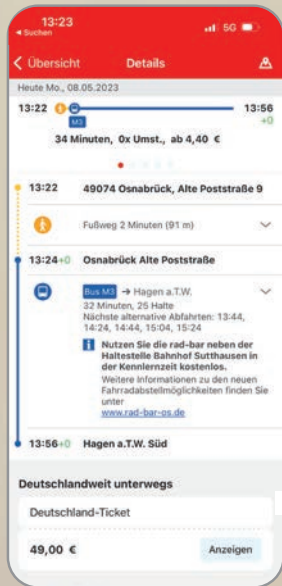 13:23
◀ Suchen
5G
Übersicht
Details
Heute Mo., 08.05.2023
13:22
13:56
+0
M3
34 Minuten, 0x Umst., ab 4,40 €
13:22 49074 Osnabrück, Alte Poststraße 9
Fußweg 2 Minuten (91 m)
13:24+0 Osnabrück Alte Poststraße
Bus M3 → Hagen a.T.W.
32 Minuten, 25 Halte
Nächste alternative Abfahrten: 13:44,
14:24, 14:44, 15:04, 15:24
Nutzen Sie die rad-bar neben der
Haltestelle Bahnhof Sutthausen in
der Kennlernzeit kostenlos.
Weitere Informationen zu den neuen
Fahrradabstellmöglichkeiten finden Sie
unter
www.rad-bar-os.de
13:56+0 Hagen a.T.W. Süd
Deutschlandweit unterwegs
Deutschland-Ticket
49,00 €
Anzeigen